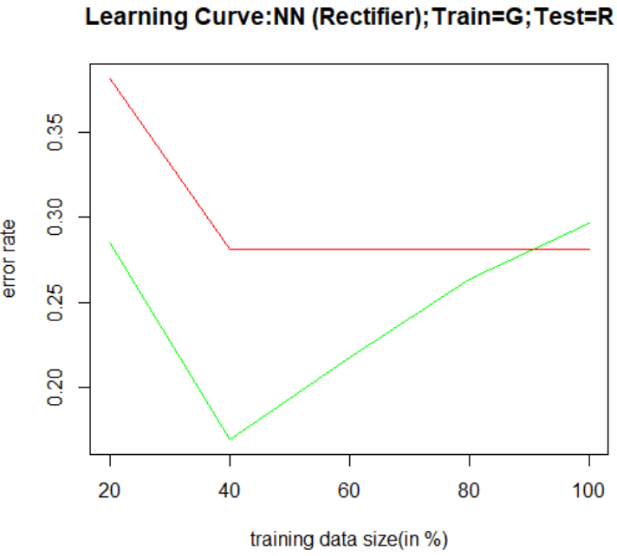 Learning Curve:NN (Rectifier);Train=G;Test=R
error rate
0.35
0.30
0.25
0.20
20 40 60 80 100
training data size(in %)